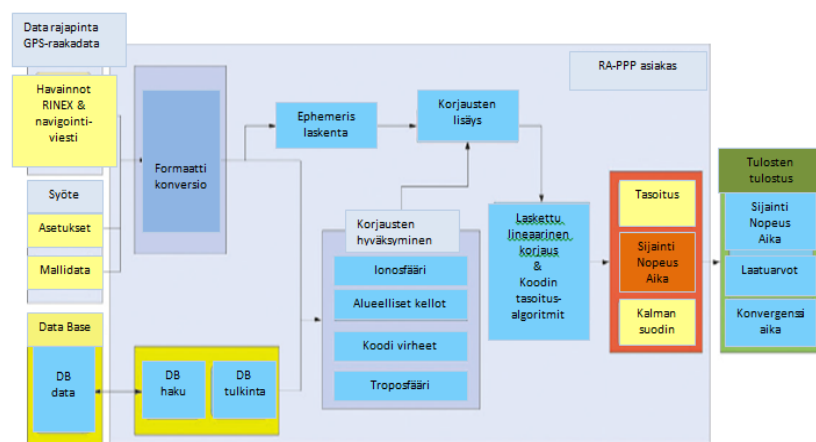 Data rajapinta
GPS-raakadata
RA-PPP asiakas
Havainnot
RINEX &
navigointi-
viesti
Formaatti
konversio
Ephemeris
laskenta
Korjausten
lisäys
Syöte
Asetukset
Mallidata
Korjausten
hyväksyminen
Ionosfääri
Alueelliset kellot
Koodi virheet
Troposfääri
Laskettu
lineaarinen
korjaus
&
Koodin
tasoitus-
algoritmit
Tasoitus
Sijainti
Nopeus
Aika
Kalman
suodin
Tulosten
tulostus
Sijainti
Nopeus
Aika
Laatuarvot
Konvergenssi
aika
Data Base
DB
data
DB
haku
DB
tulkinta